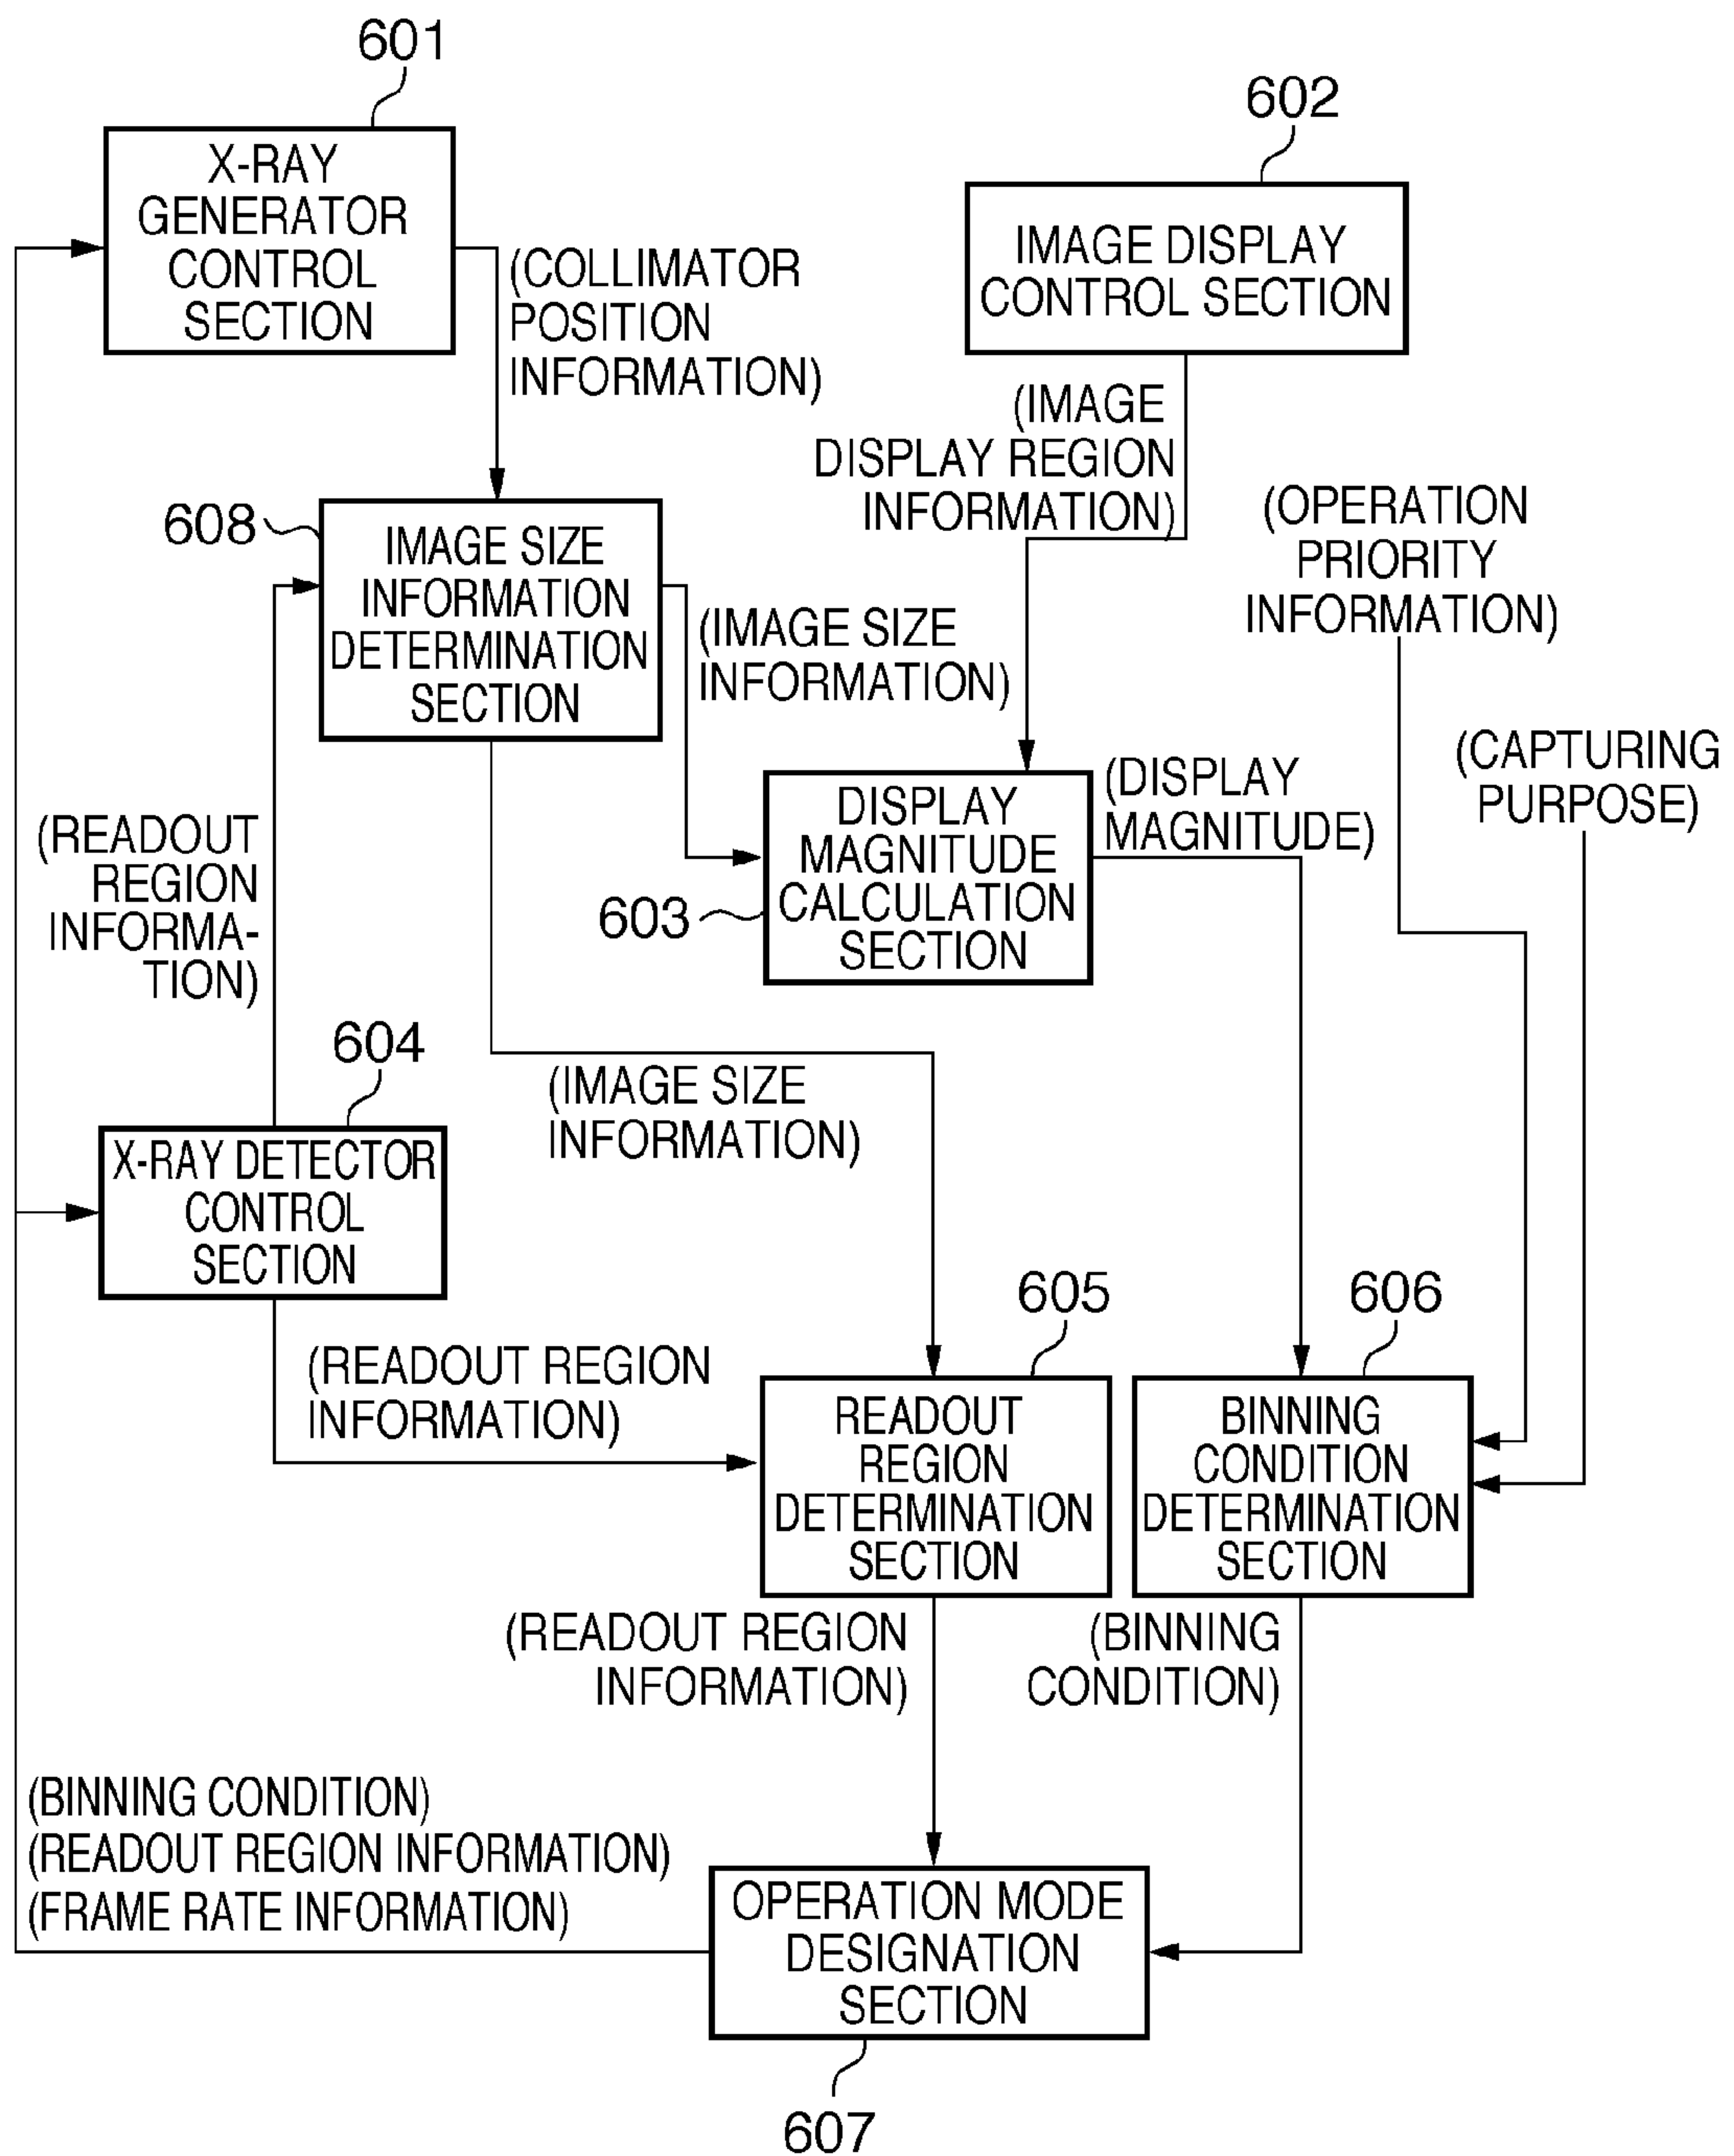 601
X-RAY
GENERATOR
CONTROL
SECTION
(COLLIMATOR
POSITION
INFORMATION)
602
IMAGE DISPLAY
CONTROL SECTION
(IMAGE
DISPLAY REGION
INFORMATION)
608
IMAGE SIZE
INFORMATION
DETERMINATION
SECTION
(IMAGE SIZE
INFORMATION)
(OPERATION
PRIORITY
INFORMATION)
(CAPTURING
PURPOSE)
(READOUT
REGION
INFORMA-
TION)
603
DISPLAY
MAGNITUDE
CALCULATION
SECTION
(DISPLAY
MAGNITUDE)
604
X-RAY DETECTOR
CONTROL
SECTION
(IMAGE SIZE
INFORMATION)
(READOUT REGION
INFORMATION)
605
READOUT
REGION
DETERMINATION
SECTION
606
BINNING
CONDITION
DETERMINATION
SECTION
(READOUT REGION
INFORMATION)
(BINNING
CONDITION)
(BINNING CONDITION)
(READOUT REGION INFORMATION)
(FRAME RATE INFORMATION)
OPERATION MODE
DESIGNATION
SECTION
607